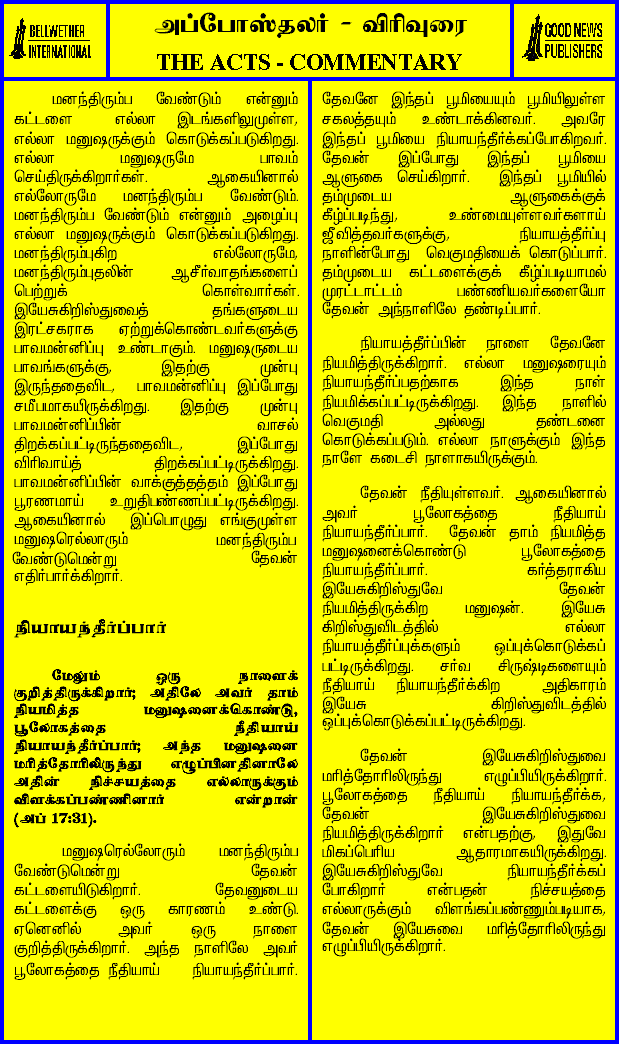 BELLWETHER
INTERNATIONAL
அப்போஸ்தலர் - விரிவுரை
THE ACTS - COMMENTARY
GOOD NEWS
PUBLISHERS
மனந்திரும்ப வேண்டும் என்னும்
கட்டளை எல்லா இடங்களிலுமுள்ள,
எல்லா மனுஷருக்கும் கொடுக்கப்படுகிறது.
எல்லா மனுஷருமே பாவம்
செய்திருக்கிறார்கள். ஆகையினால்
எல்லோருமே மனந்திரும்ப வேண்டும்.
மனந்திரும்ப வேண்டும் என்னும் அழைப்பு
எல்லா மனுஷருக்கும் கொடுக்கப்படுகிறது.
மனந்திரும்புகிற எல்லோருமே,
மனந்திரும்புதலின் ஆசீர்வாதங்களைப்
பெற்றுக் கொள்வார்கள்.
இயேசுகிறிஸ்துவைத் தங்களுடைய
இரட்சகராக ஏற்றுக்கொண்டவர்களுக்கு
பாவமன்னிப்பு உண்டாகும். மனுஷருடைய
பாவங்களுக்கு, இதற்கு முன்பு
இருந்ததைவிட, பாவமன்னிப்பு இப்போது
சமீபமாகயிருக்கிறது. இதற்கு முன்பு
பாவமன்னிப்பின் வாசல்
திறக்கப்பட்டிருந்ததைவிட, இப்போது
விரிவாய்த் திறக்கப்பட்டிருக்கிறது.
பாவமன்னிப்பின் வாக்குத்தத்தம் இப்போது
பூரணமாய் உறுதிபண்ணப்பட்டிருக்கிறது.
ஆகையினால் இப்பொழுது எங்குமுள்ள
மனுஷரெல்லாரும் மனந்திரும்ப
வேண்டுமென்று தேவன்
எதிர்பார்க்கிறார்.
நியாயந்தீர்ப்பார்
மேலும் ஒரு நாளைக்
குறித்திருக்கிறார்; அதிலே அவர் தாம்
நியமித்த மனுஷனைக்கொண்டு,
பூலோகத்தை நீதியாய்
நியாயந்தீர்ப்பார்; அந்த மனுஷனை
மரித்தோரிலிருந்து எழுப்பினதினாலே
அதின் நிச்சயத்தை எல்லாருக்கும்
விளக்கப்பண்ணினார் என்றான்
(அப் 17:31).
மனுஷரெல்லோரும் மனந்திரும்ப
வேண்டுமென்று தேவன்
கட்டளையிடுகிறார். தேவனுடைய
கட்டளைக்கு ஒரு காரணம் உண்டு.
ஏனெனில் அவர் ஒரு நாளை
குறித்திருக்கிறார். அந்த நாளிலே அவர்
பூலோகத்தை நீதியாய் நியாயந்தீர்ப்பார்.
தேவனே இந்தப் பூமியையும் பூமியிலுள்ள
சகலத்தயும் உண்டாக்கினவர். அவரே
இந்தப் பூமியை நியாயந்தீர்க்கப்போகிறவர்.
தேவன் இப்போது இந்தப் பூமியை
ஆளுகை செய்கிறார். இந்தப் பூமியில்
தம்முடைய ஆளுகைக்குக்
கீழ்ப்படிந்து, உண்மையுள்ளவர்களாய்
ஜீவித்தவர்களுக்கு, நியாயத்தீர்ப்பு
நாளின்போது வெகுமதியைக் கொடுப்பார்.
தம்முடைய கட்டளைக்குக் கீழ்ப்படியாமல்
முரட்டாட்டம் பண்ணியவர்களையோ
தேவன் அந்நாளிலே தண்டிப்பார்.
நியாயத்தீர்ப்பின் நாளை தேவனே
நியமித்திருக்கிறார். எல்லா மனுஷரையும்
நியாயந்தீர்ப்பதற்காக இந்த நாள்
நியமிக்கப்பட்டிருக்கிறது. இந்த நாளில்
வெகுமதி அல்லது தண்டனை
கொடுக்கப்படும். எல்லா நாளுக்கும் இந்த
நாளே கடைசி நாளாகயிருக்கும்.
தேவன் நீதியுள்ளவர். ஆகையினால்
அவர் பூலோகத்தை நீதியாய்
நியாயந்தீர்ப்பார். தேவன் தாம் நியமித்த
மனுஷனைக்கொண்டு பூலோகத்தை
நியாயந்தீர்ப்பார். கர்த்தராகிய
இயேசுகிறிஸ்துவே தேவன்
நியமித்திருக்கிற மனுஷன். இயேசு
கிறிஸ்துவிடத்தில் எல்லா
நியாயத்தீர்ப்புக்களும் ஒப்புக்கொடுக்கப்
பட்டிருக்கிறது. சர்வ சிருஷ்டிகளையும்
நீதியாய் நியாயந்தீர்க்கிற அதிகாரம்
இயேசு கிறிஸ்துவிடத்தில்
ஒப்புக்கொடுக்கப்பட்டிருக்கிறது.
தேவன் இயேசுகிறிஸ்துவை
மரித்தோரிலிருந்து எழுப்பியிருக்கிறார்.
பூலோகத்தை நீதியாய் நியாயந்தீர்க்க,
தேவன் இயேசுகிறிஸ்துவை
நியமித்திருக்கிறார் என்பதற்கு, இதுவே
மிகப்பெரிய ஆதாரமாகயிருக்கிறது.
இயேசுகிறிஸ்துவே நியாயந்தீர்க்கப்
போகிறார் என்பதன் நிச்சயத்தை
எல்லாருக்கும் விளங்கப்பண்ணும்படியாக,
தேவன் இயேசுவை மரித்தோரிலிருந்து
எழுப்பியிருக்கிறார்.